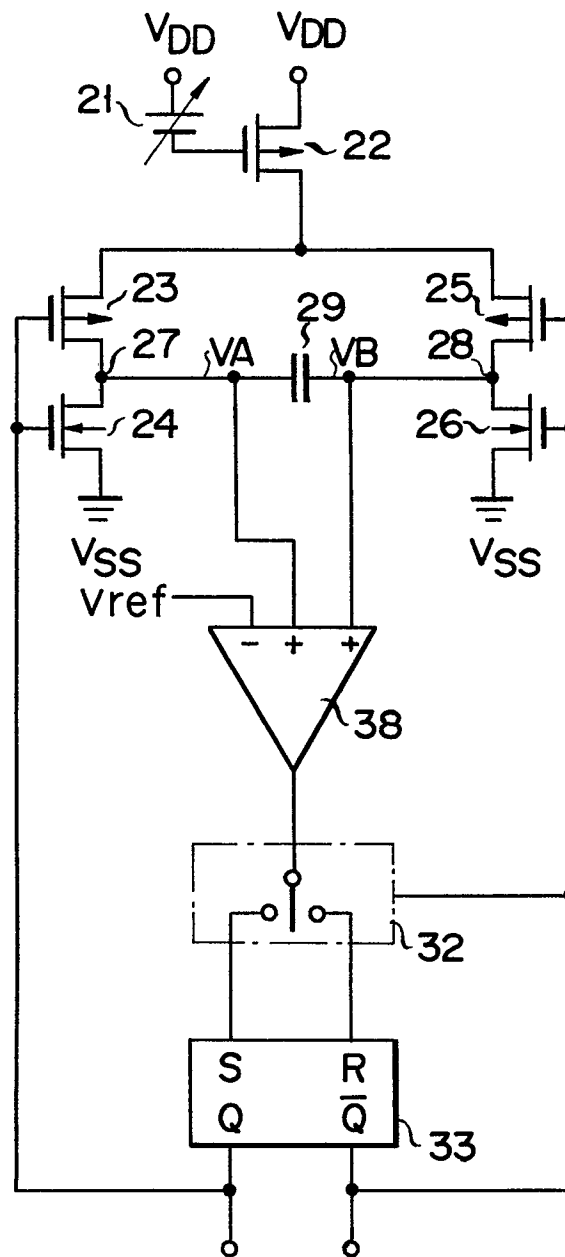 VDD VDD
21
22
23 25
29
27 VA VB 28
24 26
VSS VSS
Vref
- + +
38
32
S R
Q Q̅
33